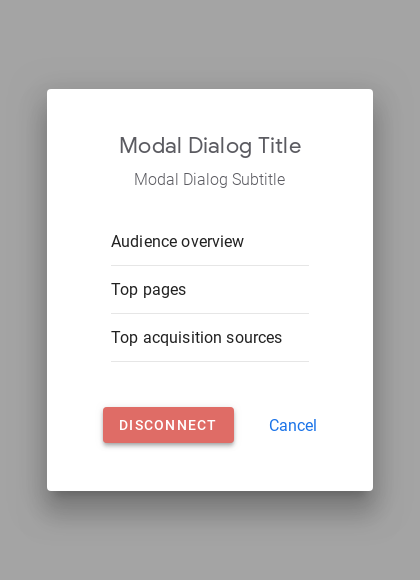 Modal Dialog Title
Modal Dialog Subtitle
Audience overview
Top pages
Top acquisition sources
DISCONNECT
Cancel